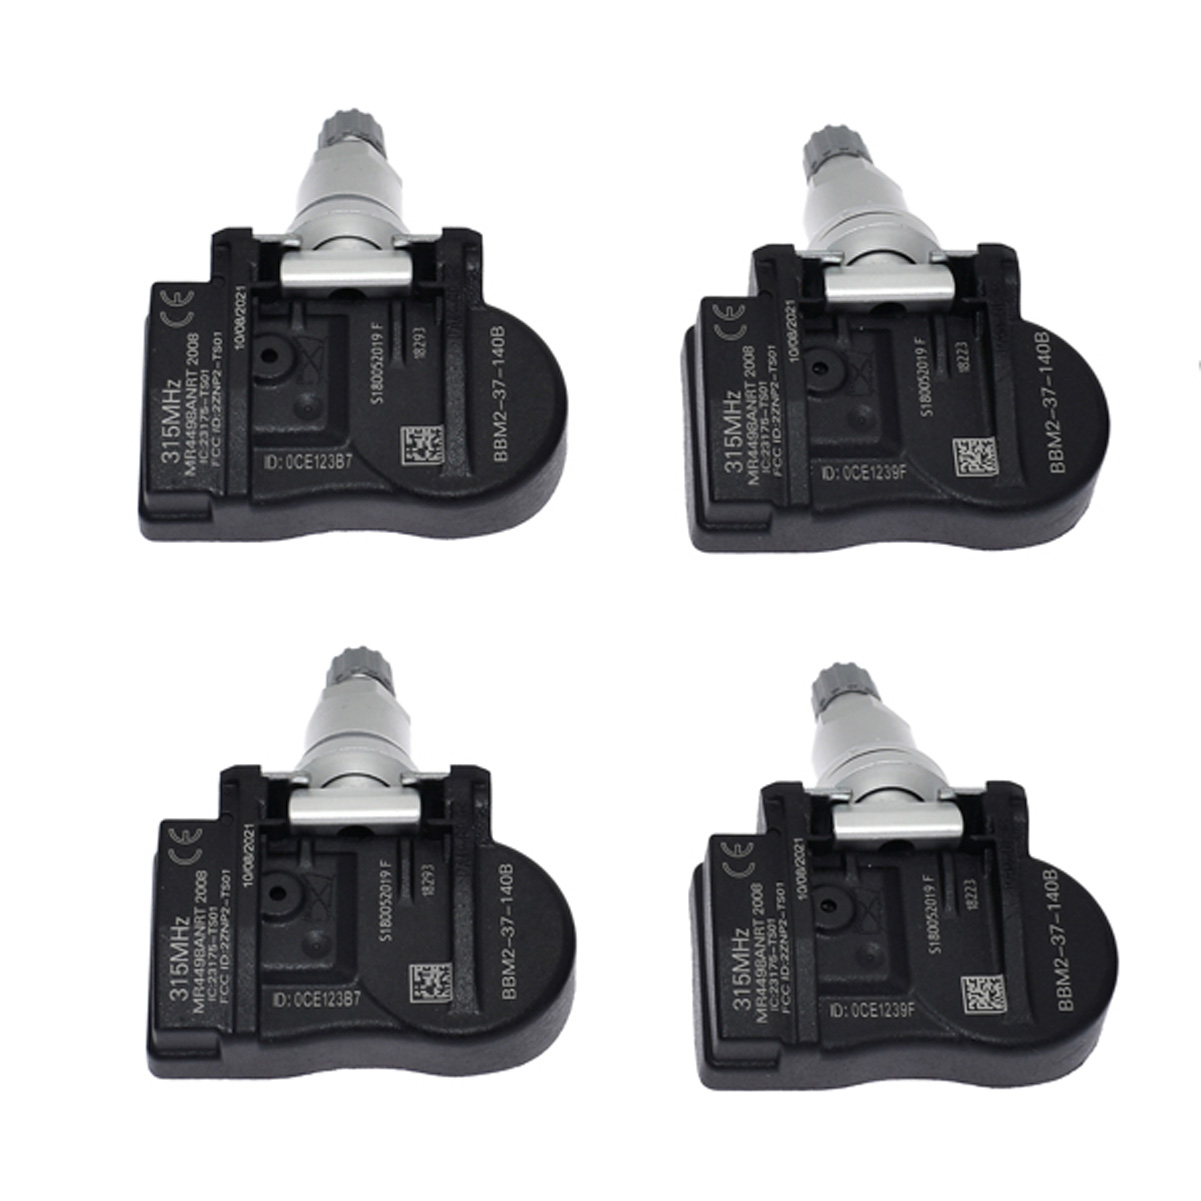 CE
315MHz
MR4498ANRT 2008
IC:23175-TS01
FCC ID:2ZNP2-TS01
10/08/2021
ID: 0CE123B7
S180052019 F
18293
BBM2-37-140B
CE
315MHz
MR4498ANRT 2008
IC:23175-TS01
FCC ID:2ZNP2-TS01
10/08/2021
ID: 0CE1239F
S180052019 F
18223
BBM2-37-140B
CE
315MHz
MR4498ANRT 2008
IC:23175-TS01
FCC ID:2ZNP2-TS01
10/08/2021
ID: 0CE123B7
S180052019 F
18293
BBM2-37-140B
CE
315MHz
MR4498ANRT 2008
IC:23175-TS01
FCC ID:2ZNP2-TS01
10/08/2021
ID: 0CE1239F
S180052019 F
18223
BBM2-37-140B